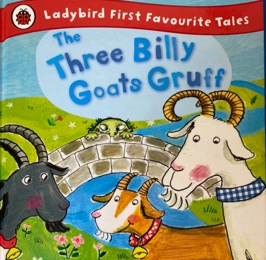 Ladybird First Favourite Tales
The
Three Billy
Goats Gruff